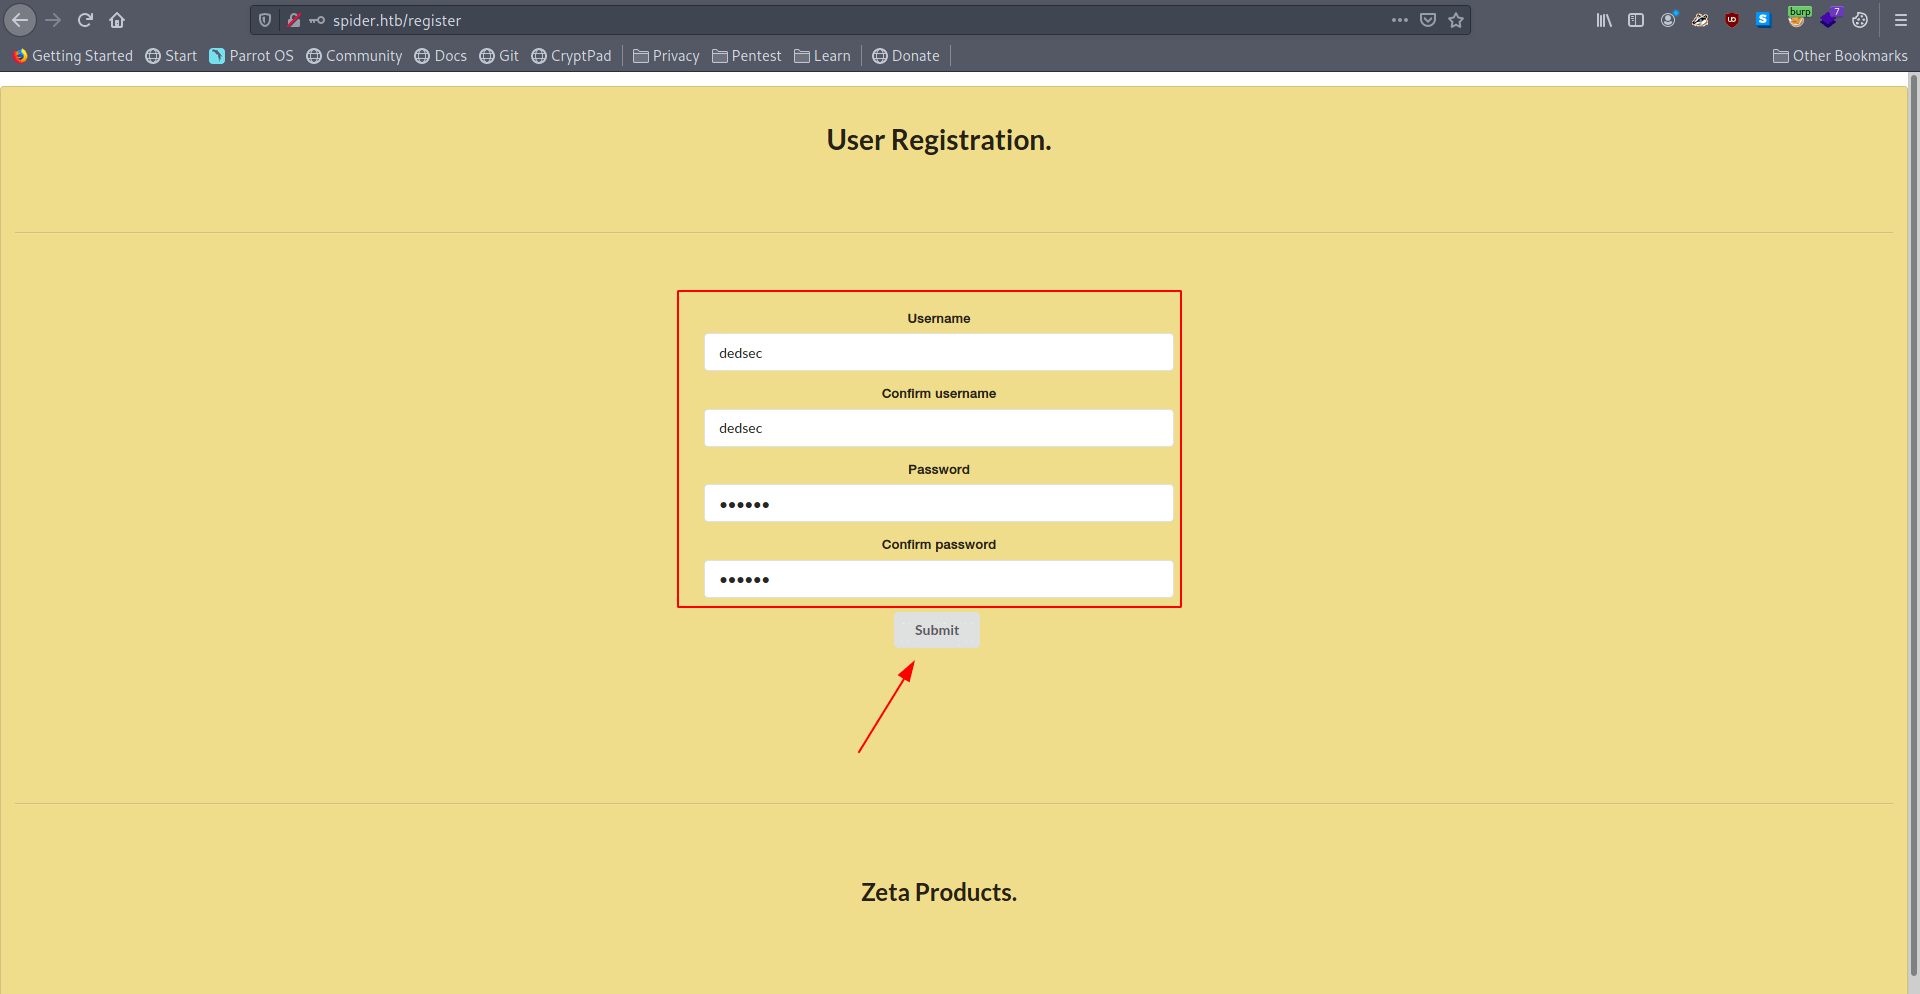 spider.htb/register
burp
7
Getting Started Start Parrot OS Community Docs Git CryptPad Privacy Pentest Learn Donate Other Bookmarks
User Registration.
Username
dedsec
Confirm username
dedsec
Password
••••••
Confirm password
••••••
Submit
Zeta Products.